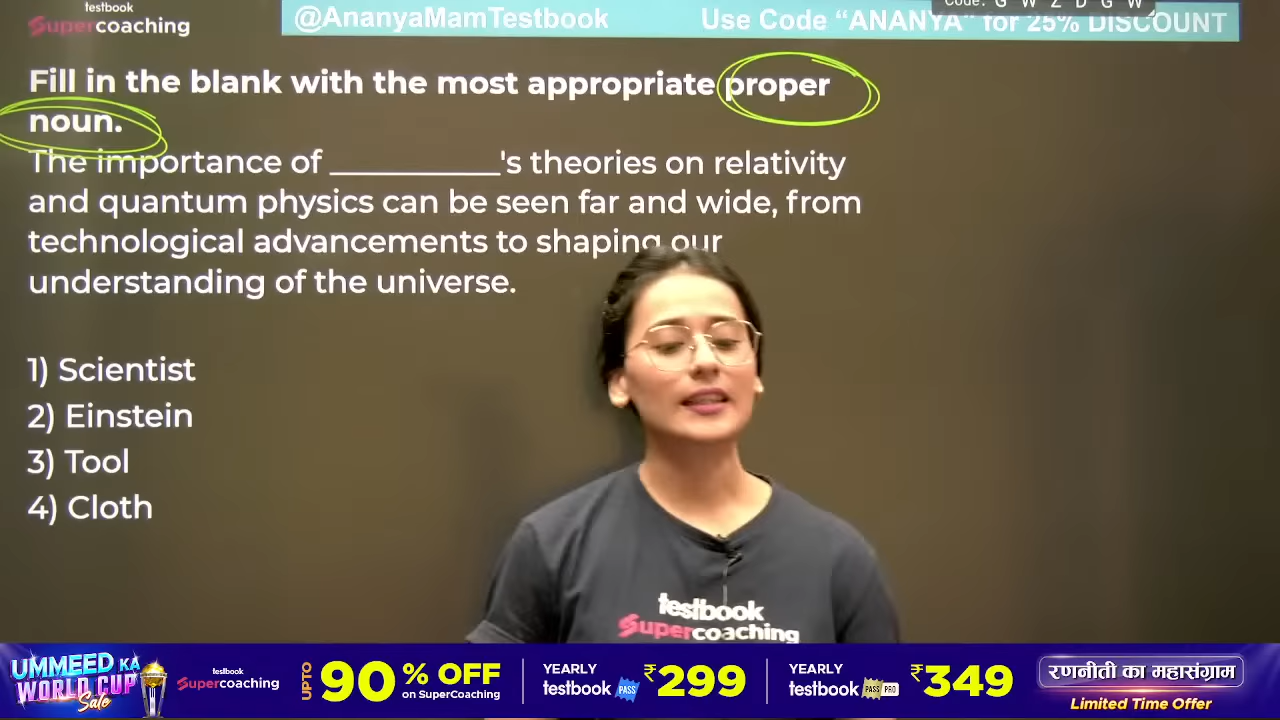 testbook
Supercoaching
@AnanyaMamTestbook
Use Code “ANANYA” for 25% DISCOUNT
Code: G W Z D G W
Fill in the blank with the most appropriate proper
noun.
The importance of __________'s theories on relativity
and quantum physics can be seen far and wide, from
technological advancements to shaping our
understanding of the universe.
1) Scientist
2) Einstein
3) Tool
4) Cloth
testbook
Supercoaching
UMMEED KA
WORLD CUP
Sale
testbook
Supercoaching
UPTO 90% OFF
on SuperCoaching
YEARLY
testbook PASS
₹299
YEARLY
testbook PASS PRO
₹349
रणनीती का महासंग्राम
Limited Time Offer